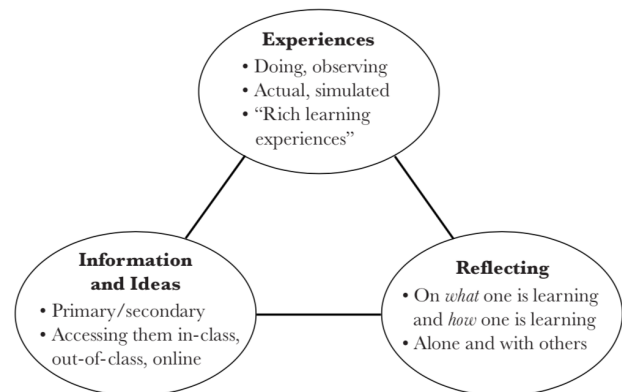 Experiences
• Doing, observing
• Actual, simulated
• “Rich learning
experiences”
Information
and Ideas
• Primary/secondary
• Accessing them in-class,
out-of-class, online
Reflecting
• On what one is learning
and how one is learning
• Alone and with others